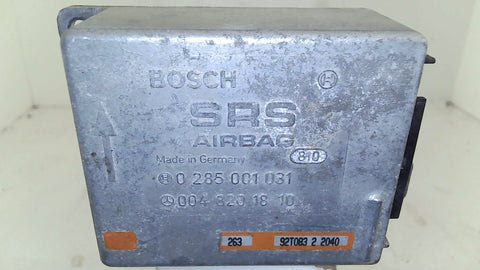 BOSCH
SRS
AIRBAG
Made in Germany 810
0 285 001 031
004 820 18 10
263 92T083 2 2040